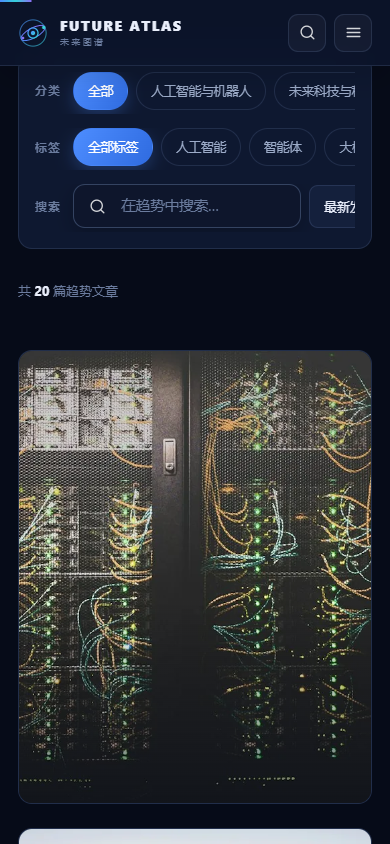 FUTURE ATLAS
未来图谱
分类 全部 人工智能与机器人 未来科技与
标签 全部标签 人工智能 智能体 大
搜索 在趋势中搜索... 最新
共 20 篇趋势文章